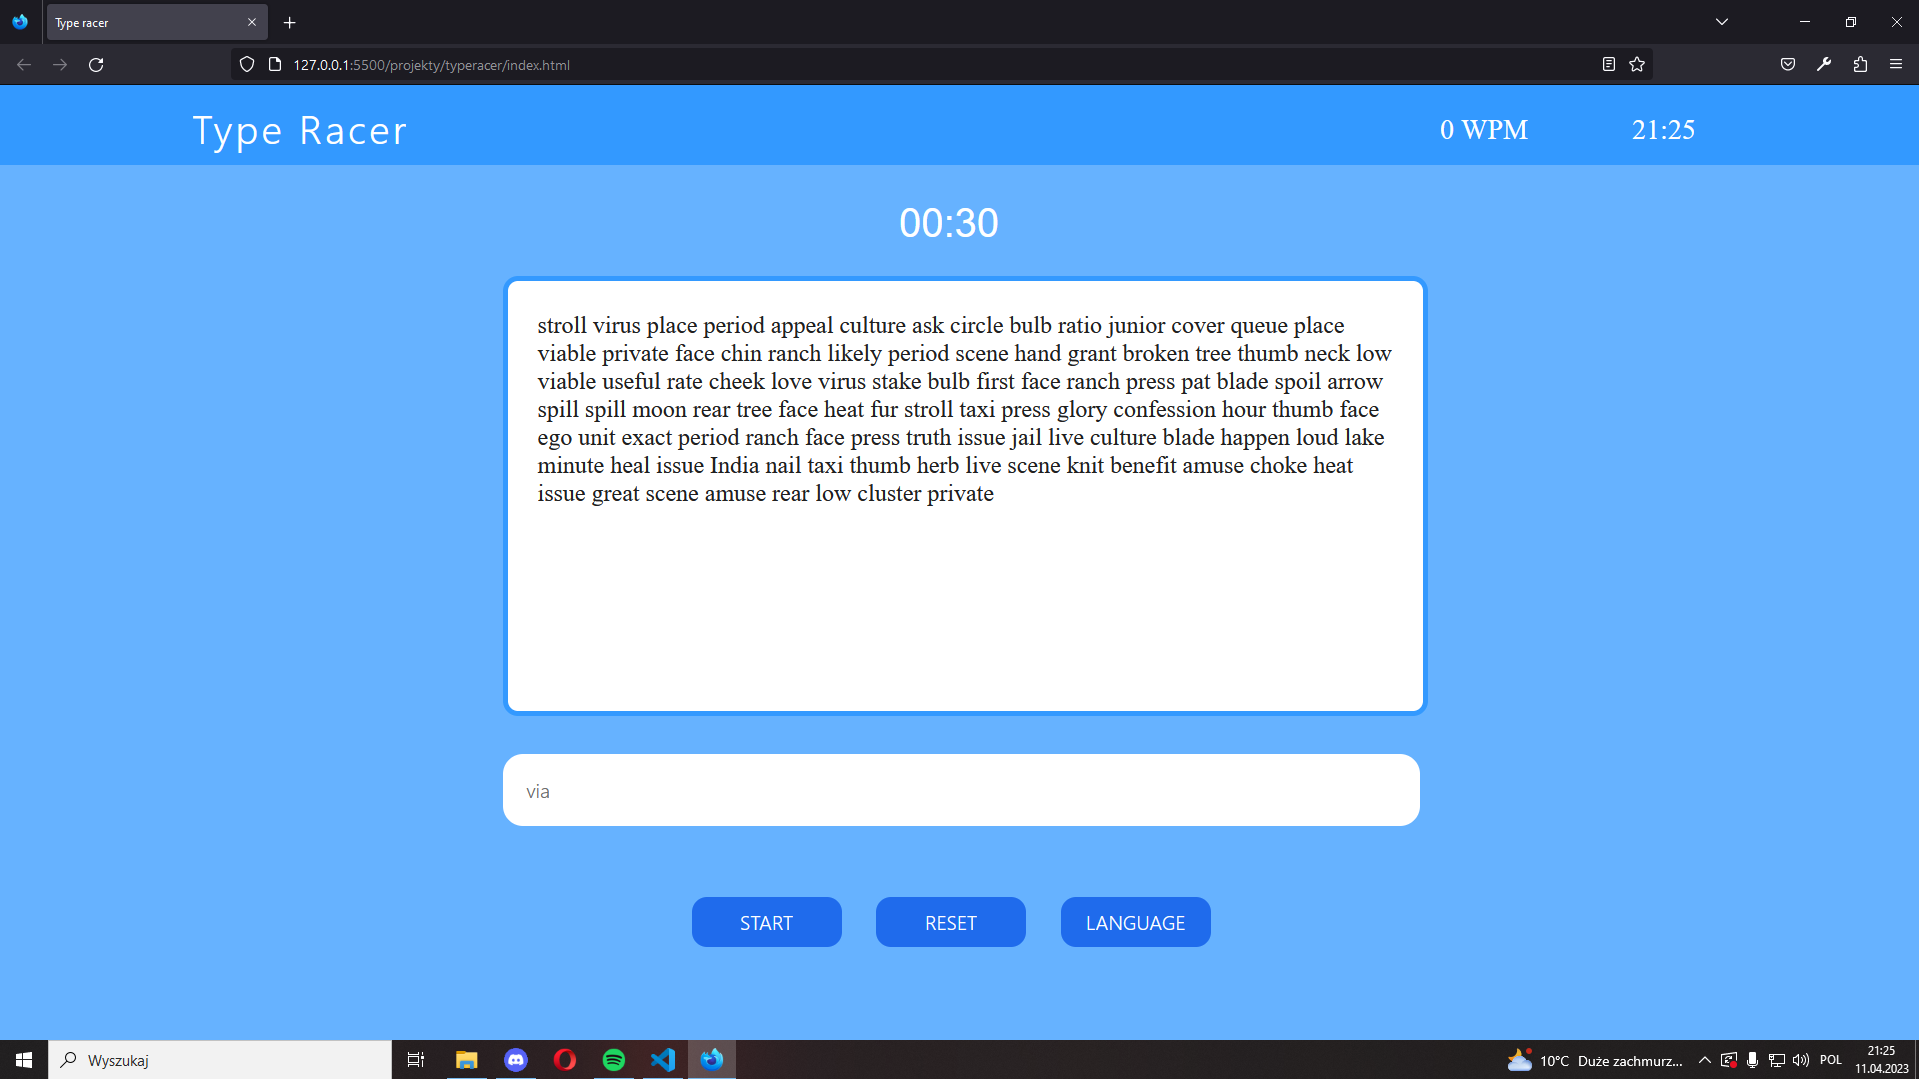 Type racer
127.0.0.1:5500/projekty/typeracer/index.html
Type Racer
0 WPM
21:25
00:30
stroll virus place period appeal culture ask circle bulb ratio junior cover queue place
viable private face chin ranch likely period scene hand grant broken tree thumb neck low
viable useful rate cheek love virus stake bulb first face ranch press pat blade spoil arrow
spill spill moon rear tree face heat fur stroll taxi press glory confession hour thumb face
ego unit exact period ranch face press truth issue jail live culture blade happen loud lake
minute heal issue India nail taxi thumb herb live scene knit benefit amuse choke heat
issue great scene amuse rear low cluster private
via
START
RESET
LANGUAGE
Wyszukaj
10°C Duże zachmurz...
POL
21:25
11.04.2023